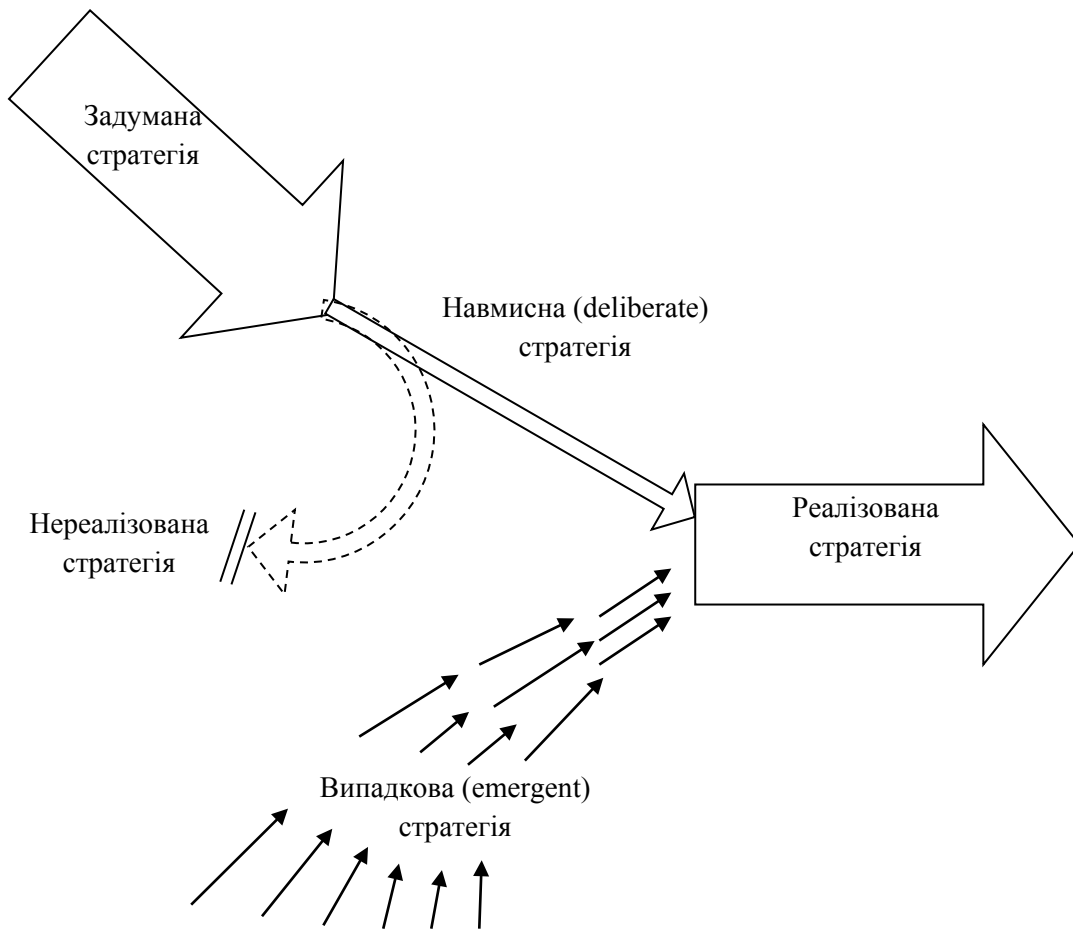 Задумана
стратегія
Навмисна (deliberate)
стратегія
Нереалізована
стратегія
Реалізована
стратегія
Випадкова (emergent)
стратегія